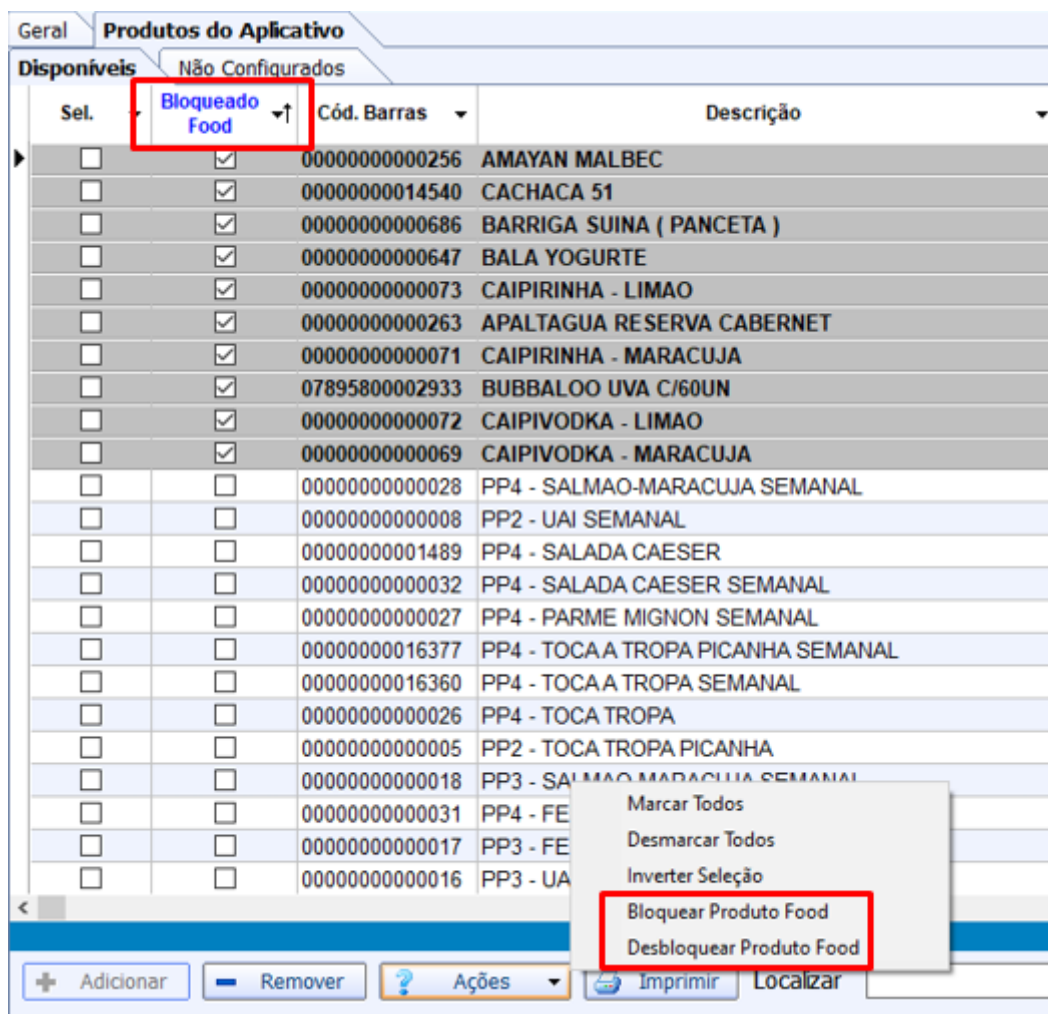 Geral Produtos do Aplicativo
Disponíveis Não Configurados
Sel. Bloqueado Food Cód. Barras Descrição
00000000000256 AMAYAN MALBEC
00000000014540 CACHACA 51
00000000000686 BARRIGA SUINA ( PANCETA )
00000000000647 BALA YOGURTE
00000000000073 CAIPIRINHA - LIMAO
00000000000263 APALTAGUA RESERVA CABERNET
00000000000071 CAIPIRINHA - MARACUJA
07895800002933 BUBBALOO UVA C/60UN
00000000000072 CAIPIVODKA - LIMAO
00000000000069 CAIPIVODKA - MARACUJA
00000000000028 PP4 - SALMAO-MARACUJA SEMANAL
00000000000008 PP2 - UAI SEMANAL
00000000001489 PP4 - SALADA CAESER
00000000000032 PP4 - SALADA CAESER SEMANAL
00000000000027 PP4 - PARME MIGNON SEMANAL
00000000016377 PP4 - TOCA A TROPA PICANHA SEMANAL
00000000016360 PP4 - TOCA A TROPA SEMANAL
00000000000026 PP4 - TOCA TROPA
00000000000005 PP2 - TOCA TROPA PICANHA
00000000000018 PP3 - SALMAO MARACUJA SEMANAL
00000000000031 PP4 - FE
00000000000017 PP3 - FE
00000000000016 PP3 - UA
Marcar Todos
Desmarcar Todos
Inverter Seleção
Bloquear Produto Food
Desbloquear Produto Food
Adicionar Remover Ações Imprimir Localizar